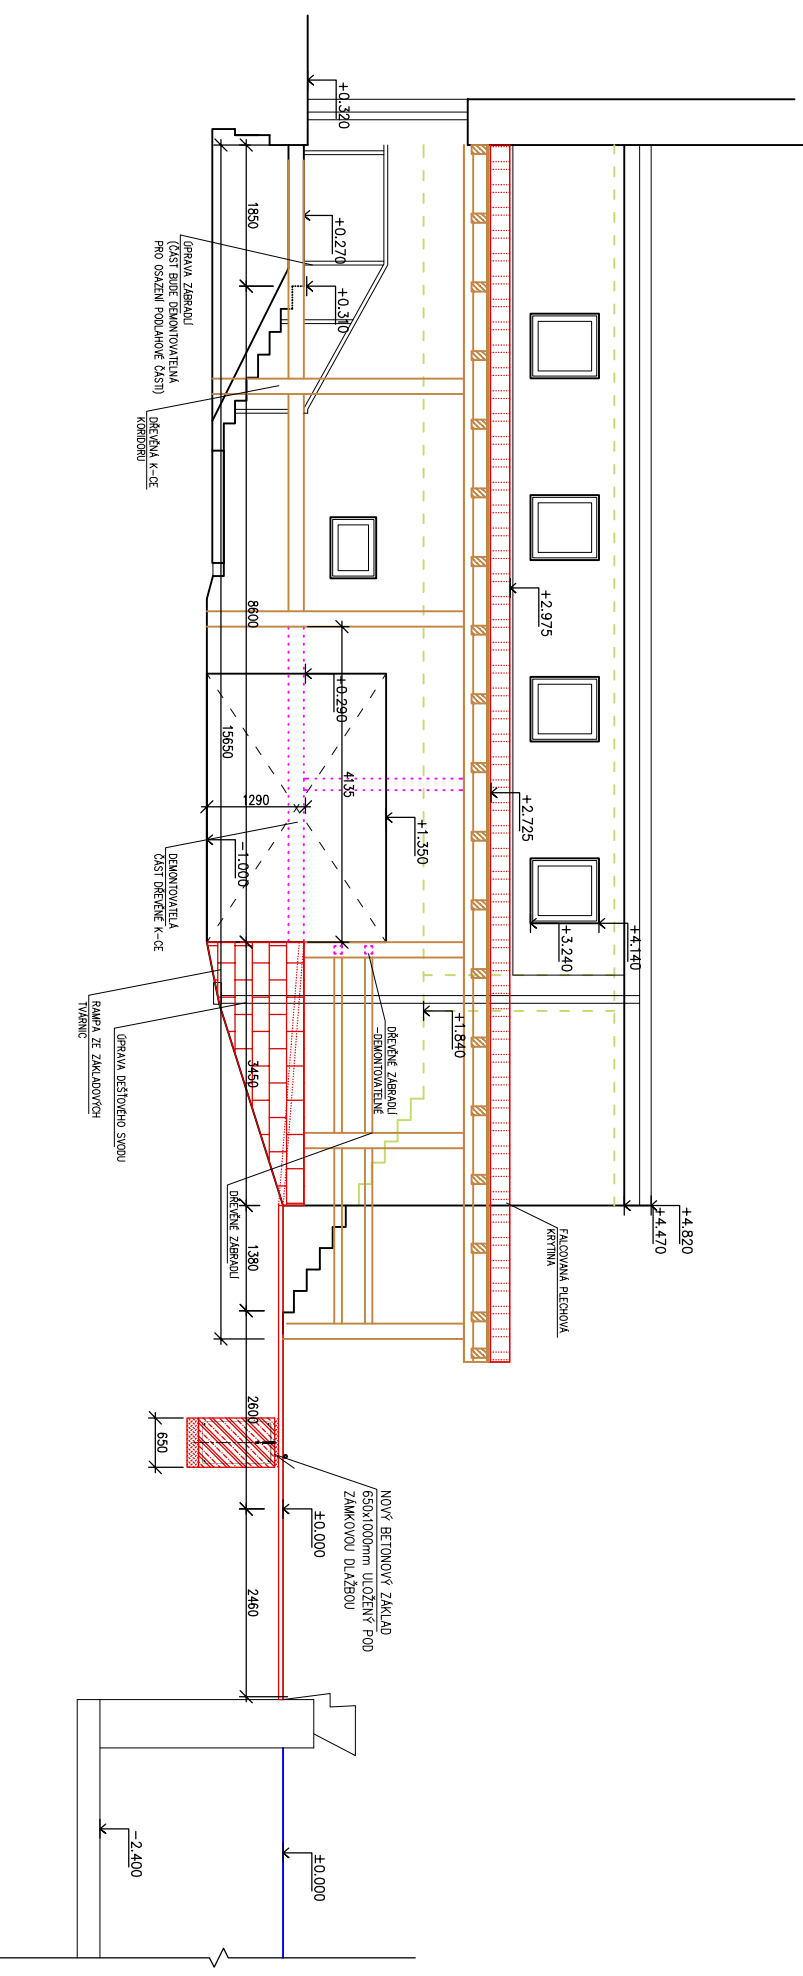 +0.320
+0.270
+0.310
1850
ÚPRAVA ZÁBRADLÍ
(ČÁST BUDE DEMONTOVATELNÁ
PRO OSAZENÍ PODLAHOVÉ ČÁSTI)
DŘEVĚNÁ K-CE
KORIDORU
+2.975
8600
+0.290
15650
4135
1290
+2.725
+1.350
-1.000
DEMONTOVATELÁ
ČÁST DŘEVĚNÉ K-CE
+3.240
+4.140
+1.840
DŘEVĚNÉ ZÁBRADLÍ
-DEMONTOVATELNÉ
RAMPA ZE ZÁKLADOVÝCH
TVÁRNIC
ÚPRAVA DEŠŤOVÉHO SVODU
3450
DŘEVĚNÉ ZÁBRADLÍ
+4.820
+4.470
FALCOVANÁ PLECHOVÁ
KRYTINA
1380
2600
650
NOVÝ BETONOVÝ ZÁKLAD
650x1000mm ULOŽENÝ POD
ZÁMKOVOU DLAŽBOU
±0.000
2460
-2.400
±0.000